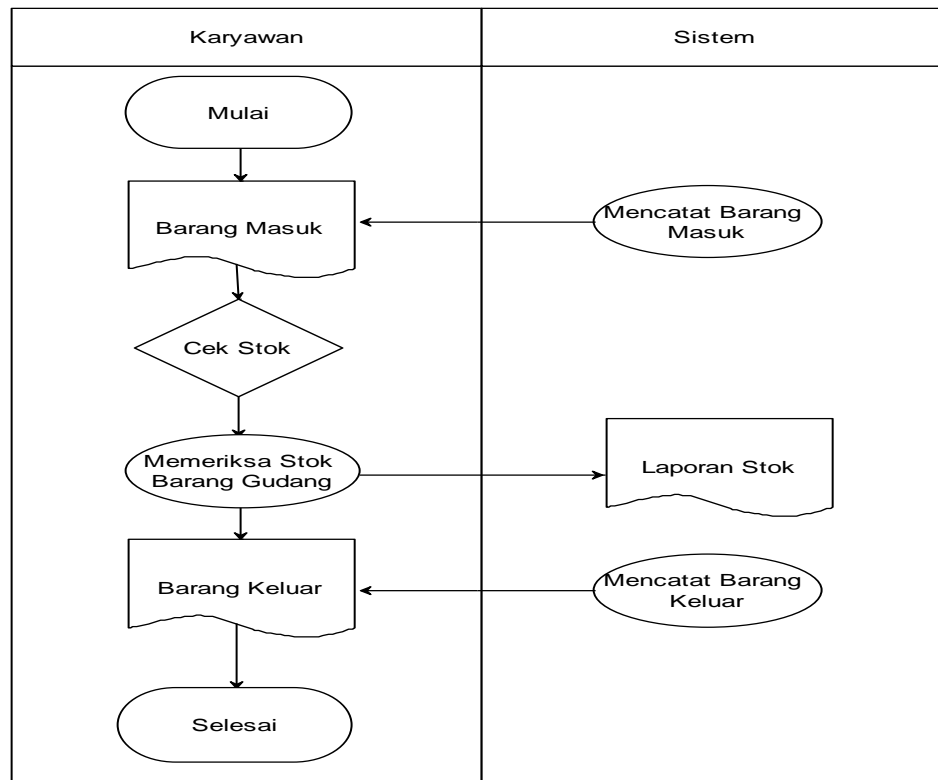 Karyawan
Sistem
Mulai
Barang Masuk
Mencatat Barang
Masuk
Cek Stok
Memeriksa Stok
Barang Gudang
Laporan Stok
Barang Keluar
Mencatat Barang
Keluar
Selesai